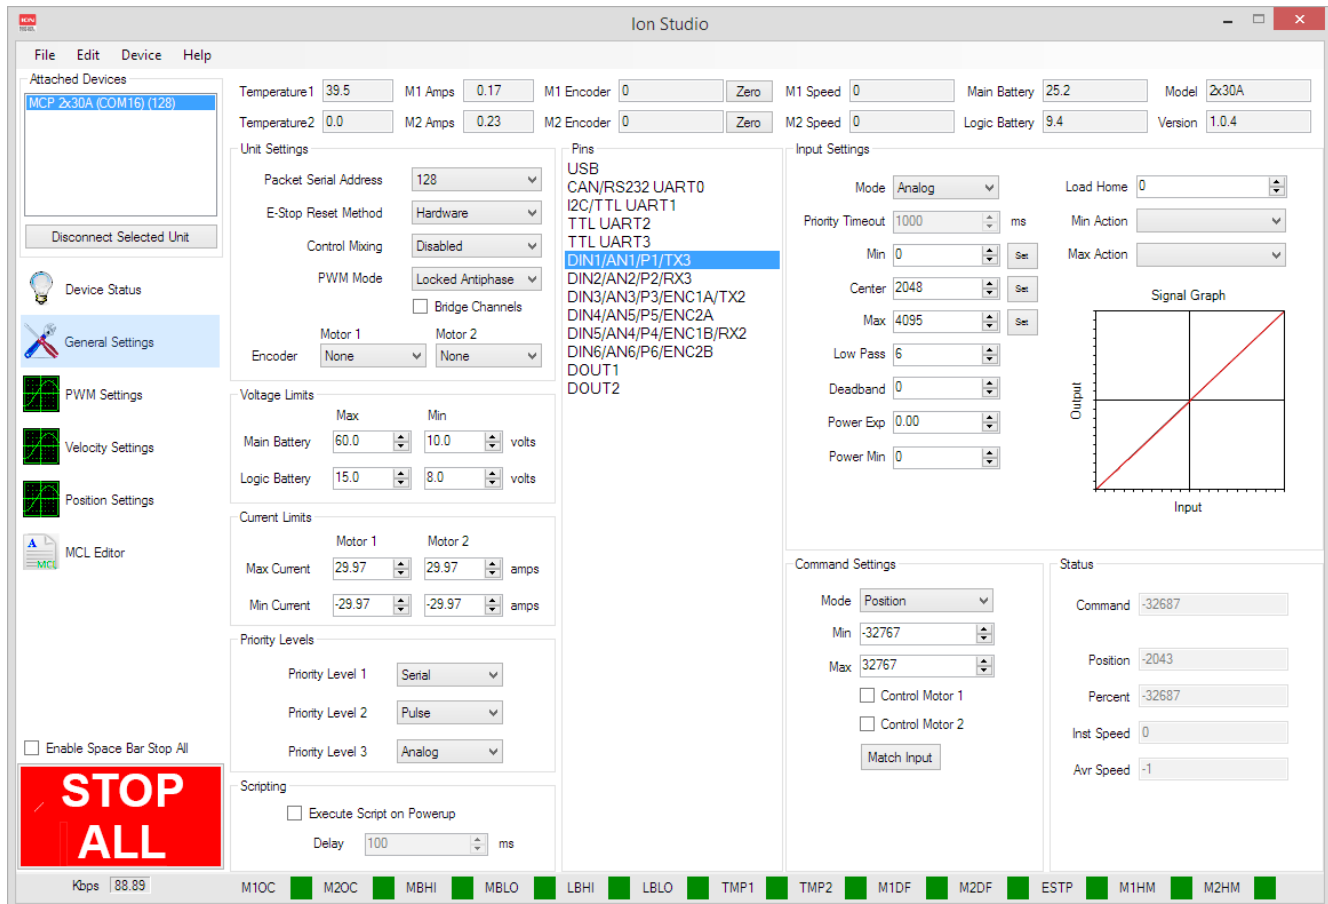 ION
Ion Studio
File Edit Device Help
Attached Devices
MCP 2x30A (COM16) (128)
Disconnect Selected Unit
Temperature1 39.5 M1 Amps 0.17 M1 Encoder 0 Zero M1 Speed 0 Main Battery 25.2 Model 2x30A
Temperature2 0.0 M2 Amps 0.23 M2 Encoder 0 Zero M2 Speed 0 Logic Battery 9.4 Version 1.0.4
Device Status
General Settings
PWM Settings
Velocity Settings
Position Settings
A MCL MCL Editor
Enable Space Bar Stop All
STOP
ALL
Unit Settings
Packet Serial Address 128
E-Stop Reset Method Hardware
Control Mixing Disabled
PWM Mode Locked Antiphase
Bridge Channels
Motor 1 Motor 2
Encoder None None
Voltage Limits
Max Min
Main Battery 60.0 10.0 volts
Logic Battery 15.0 8.0 volts
Current Limits
Motor 1 Motor 2
Max Current 29.97 29.97 amps
Min Current -29.97 -29.97 amps
Priority Levels
Priority Level 1 Serial
Priority Level 2 Pulse
Priority Level 3 Analog
Scripting
Execute Script on Powerup
Delay 100 ms
Pins
USB
CAN/RS232 UART0
I2C/TTL UART1
TTL UART2
TTL UART3
DIN1/AN1/P1/TX3
DIN2/AN2/P2/RX3
DIN3/AN3/P3/ENC1A/TX2
DIN4/AN5/P5/ENC2A
DIN5/AN4/P4/ENC1B/RX2
DIN6/AN6/P6/ENC2B
DOUT1
DOUT2
Input Settings
Mode Analog
Priority Timeout 1000 ms
Min 0 Set
Center 2048 Set
Max 4095 Set
Low Pass 6
Deadband 0
Power Exp 0.00
Power Min 0
Load Home 0
Min Action
Max Action
Signal Graph
Output
Input
Command Settings
Mode Position
Min -32767
Max 32767
Control Motor 1
Control Motor 2
Match Input
Status
Command -32687
Position -2043
Percent -32687
Inst Speed 0
Avr Speed -1
Kbps 88.89 M1OC M2OC MBHI MBLO LBHI LBLO TMP1 TMP2 M1DF M2DF ESTP M1HM M2HM